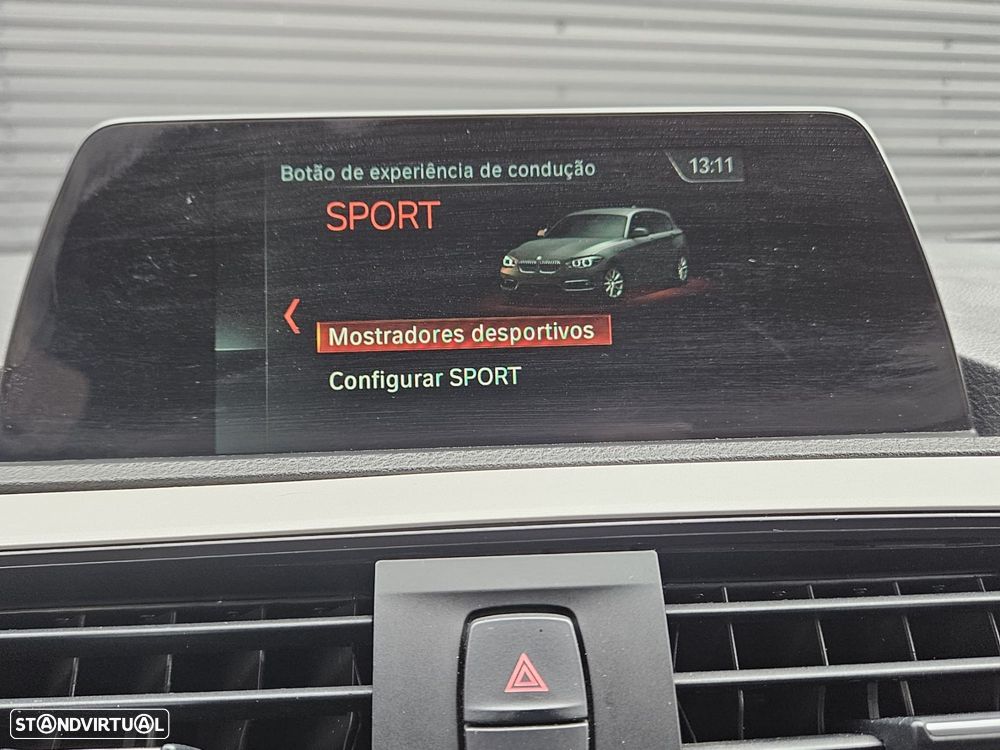 Botão de experiência de condução
13:11
SPORT
Mostradores desportivos
Configurar SPORT
STANDVIRTUAL